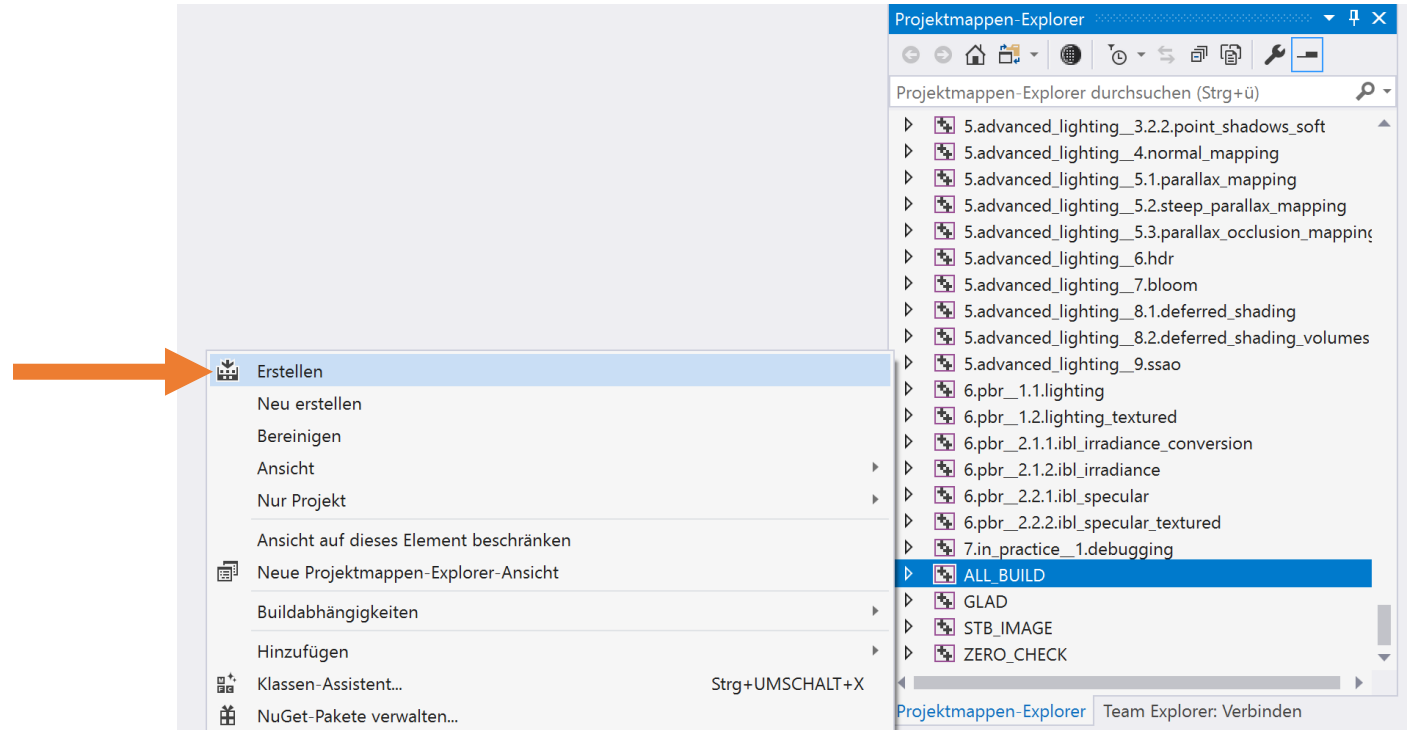 Projektmappen-Explorer
Projektmappen-Explorer durchsuchen (Strg+ü)
5.advanced_lighting__3.2.2.point_shadows_soft
5.advanced_lighting__4.normal_mapping
5.advanced_lighting__5.1.parallax_mapping
5.advanced_lighting__5.2.steep_parallax_mapping
5.advanced_lighting__5.3.parallax_occlusion_mapping
5.advanced_lighting__6.hdr
5.advanced_lighting__7.bloom
5.advanced_lighting__8.1.deferred_shading
5.advanced_lighting__8.2.deferred_shading_volumes
5.advanced_lighting__9.ssao
6.pbr__1.1.lighting
6.pbr__1.2.lighting_textured
6.pbr__2.1.1.ibl_irradiance_conversion
6.pbr__2.1.2.ibl_irradiance
6.pbr__2.2.1.ibl_specular
6.pbr__2.2.2.ibl_specular_textured
7.in_practice__1.debugging
ALL_BUILD
GLAD
STB_IMAGE
ZERO_CHECK
Projektmappen-Explorer Team Explorer: Verbinden
Erstellen
Neu erstellen
Bereinigen
Ansicht
Nur Projekt
Ansicht auf dieses Element beschränken
Neue Projektmappen-Explorer-Ansicht
Buildabhängigkeiten
Hinzufügen
Klassen-Assistent... Strg+UMSCHALT+X
NuGet-Pakete verwalten...